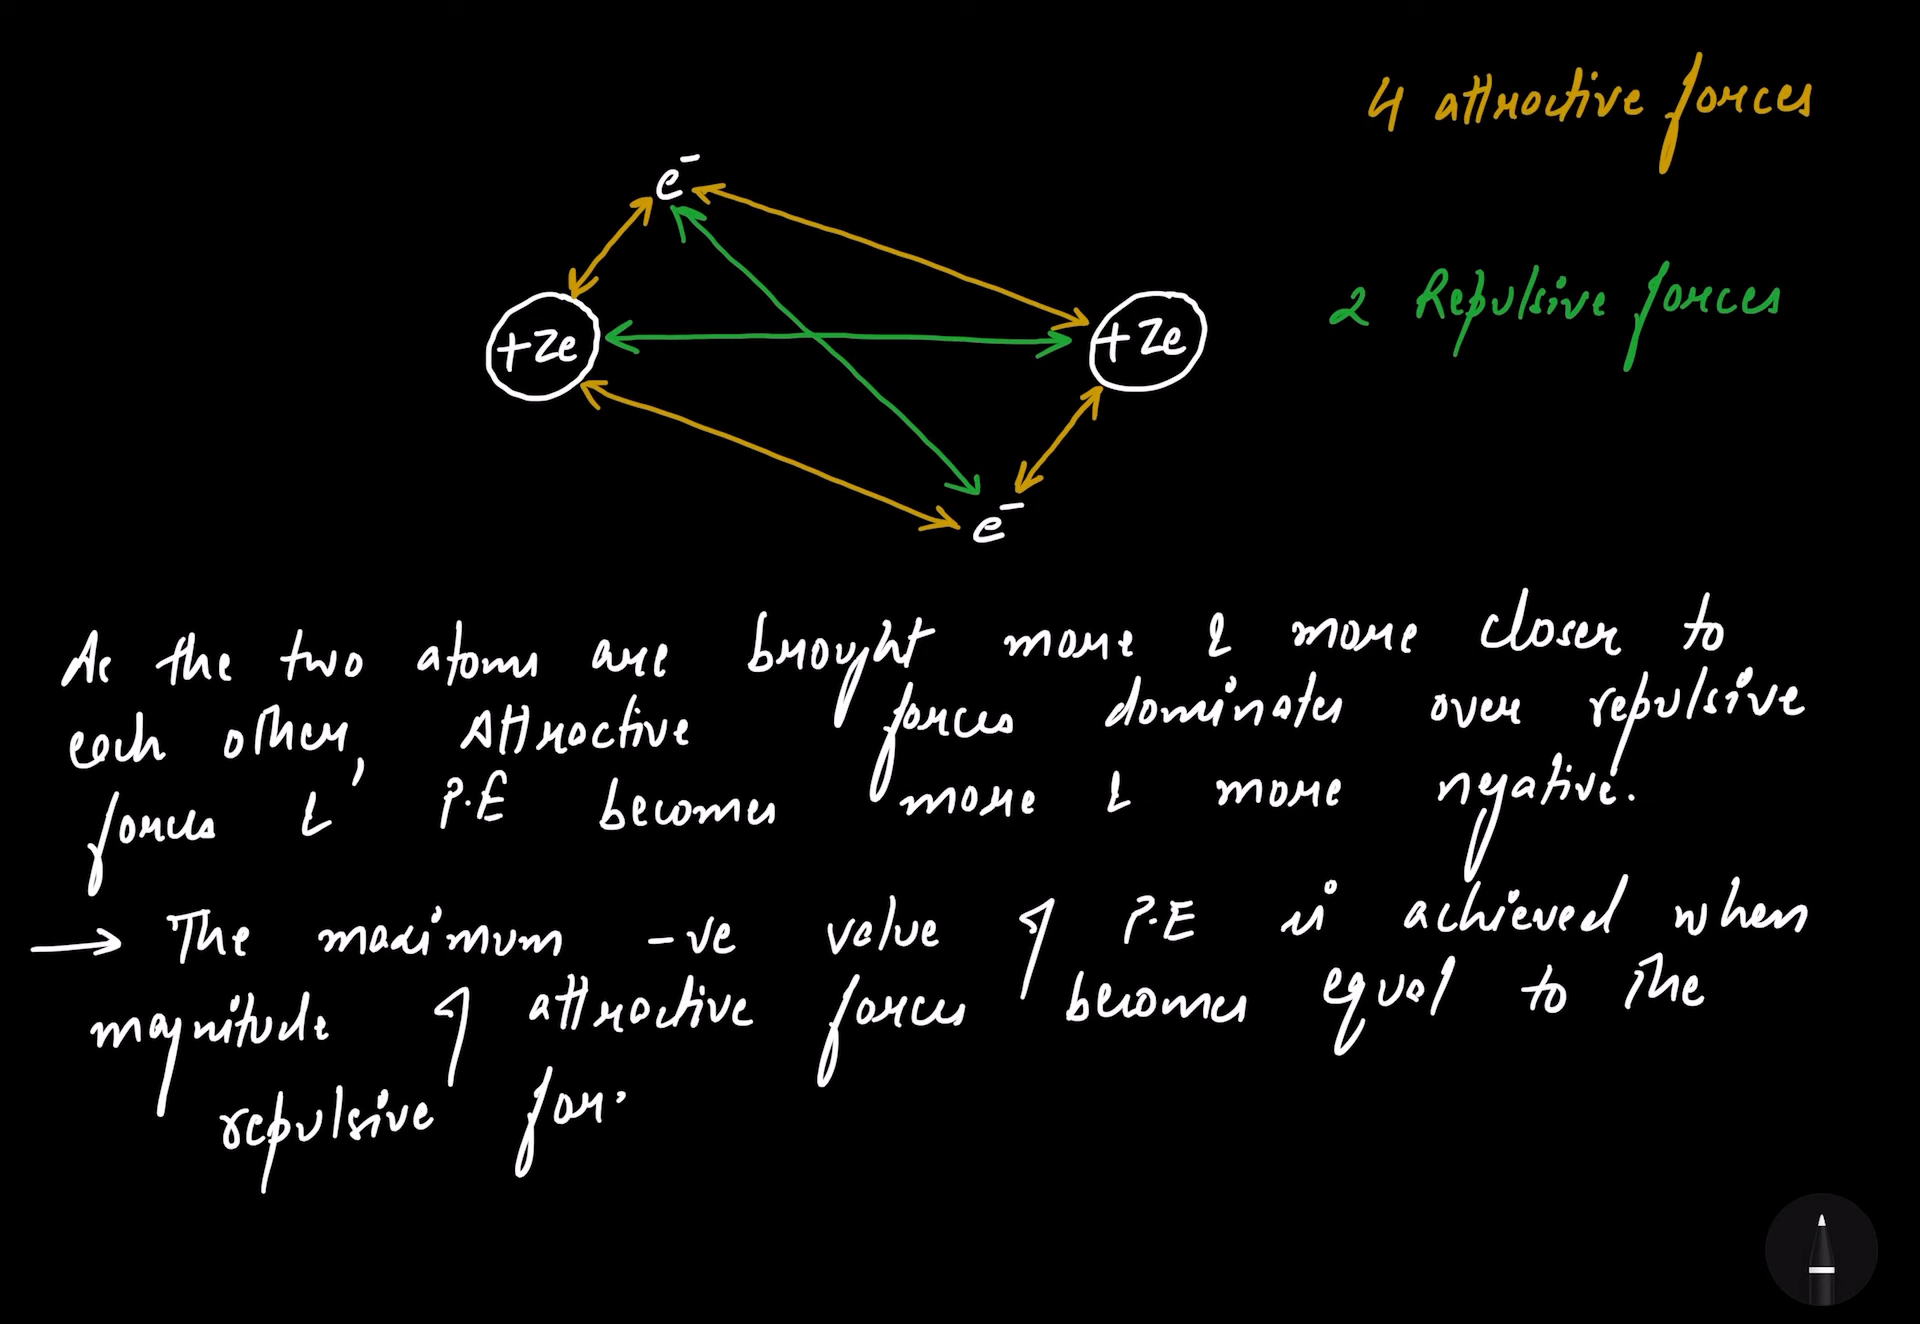 4 attractive forces
e⁻
+Ze
+Ze
2 Repulsive forces
e⁻
As the two atoms are brought more & more closer to
each other, Attractive forces dominates over repulsive
forces & P.E becomes more & more negative.
→ The maximum -ve value of P.E is achieved when
magnitude of attractive forces becomes equal to the
repulsive for